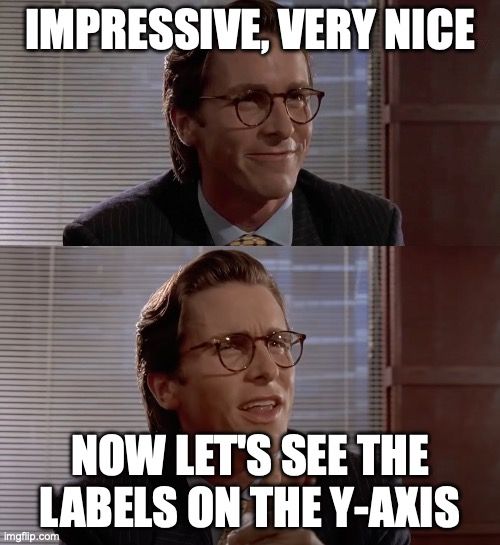 IMPRESSIVE, VERY NICE
NOW LET'S SEE THE
LABELS ON THE Y-AXIS
imgflip.com